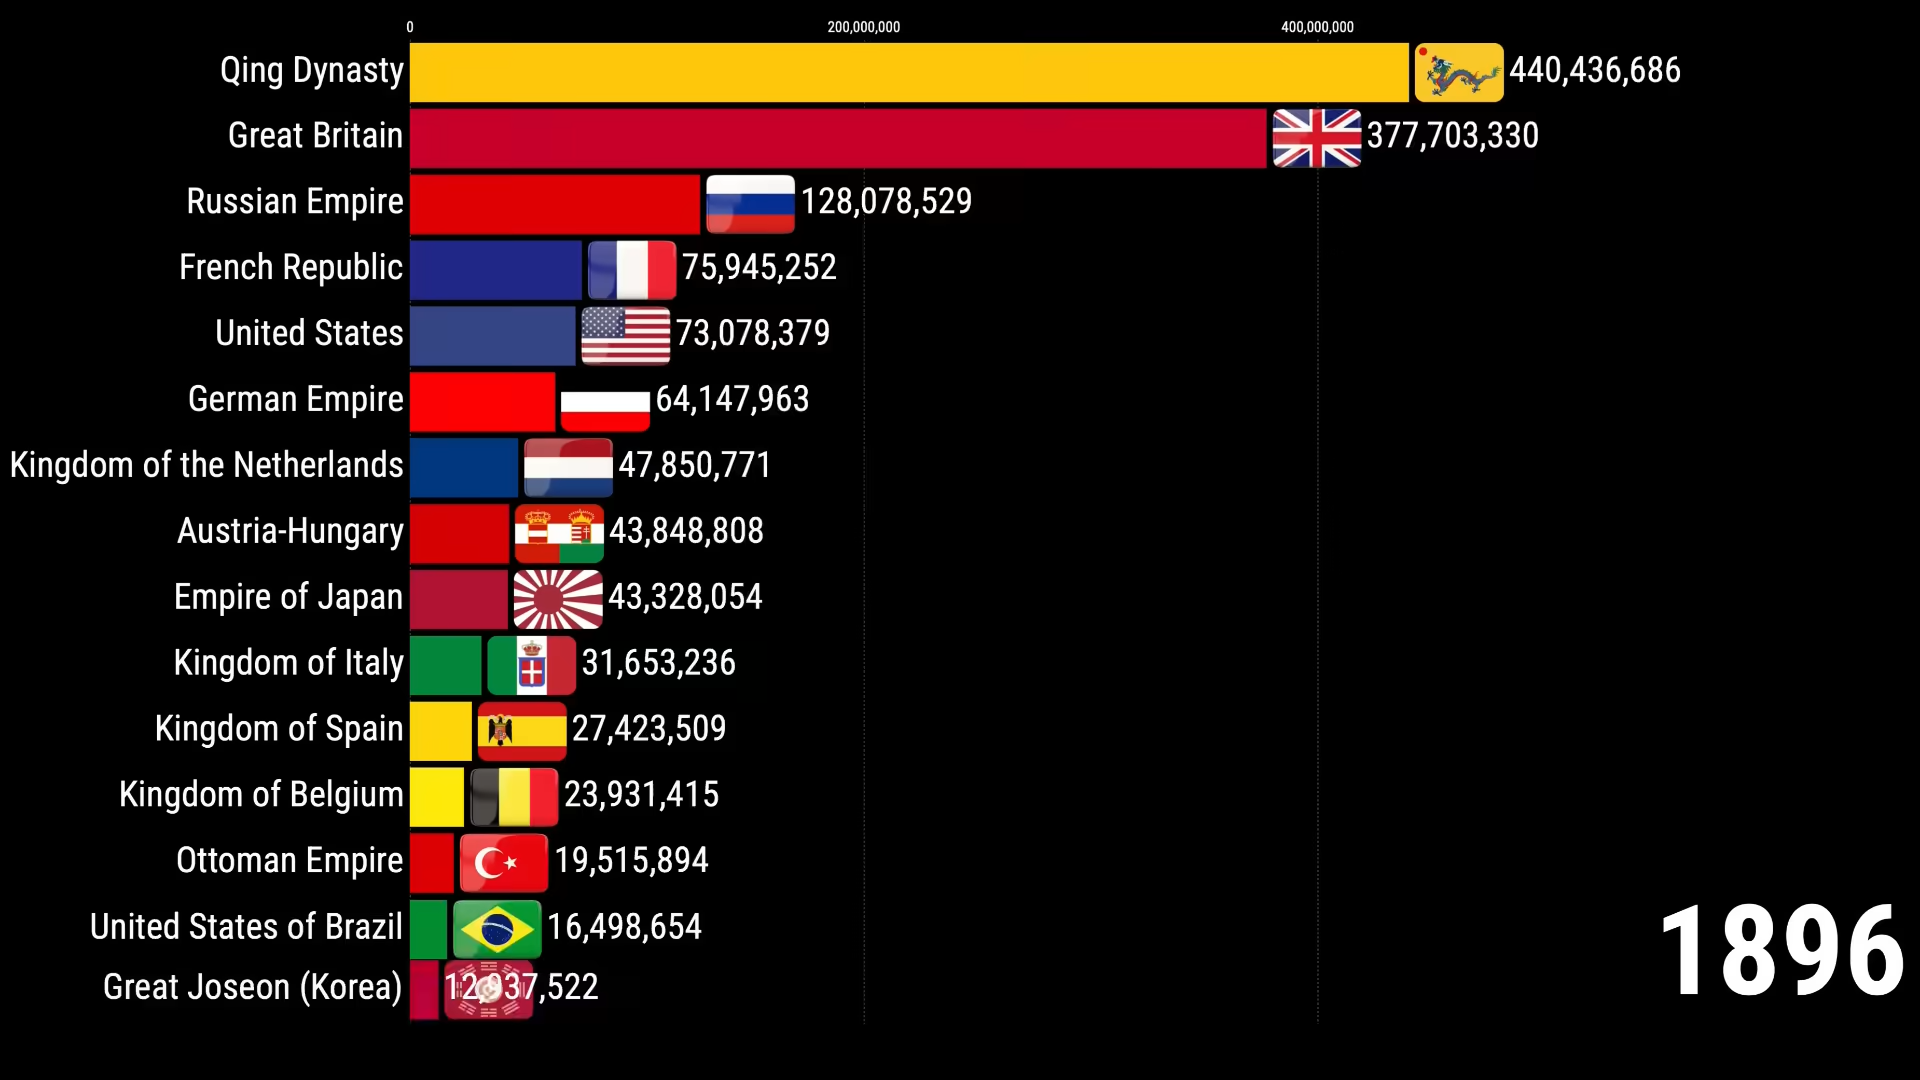 0 200,000,000 400,000,000
Qing Dynasty 440,436,686
Great Britain 377,703,330
Russian Empire 128,078,529
French Republic 75,945,252
United States 73,078,379
German Empire 64,147,963
Kingdom of the Netherlands 47,850,771
Austria-Hungary 43,848,808
Empire of Japan 43,328,054
Kingdom of Italy 31,653,236
Kingdom of Spain 27,423,509
Kingdom of Belgium 23,931,415
Ottoman Empire 19,515,894
United States of Brazil 16,498,654
Great Joseon (Korea) 12,937,522
1896